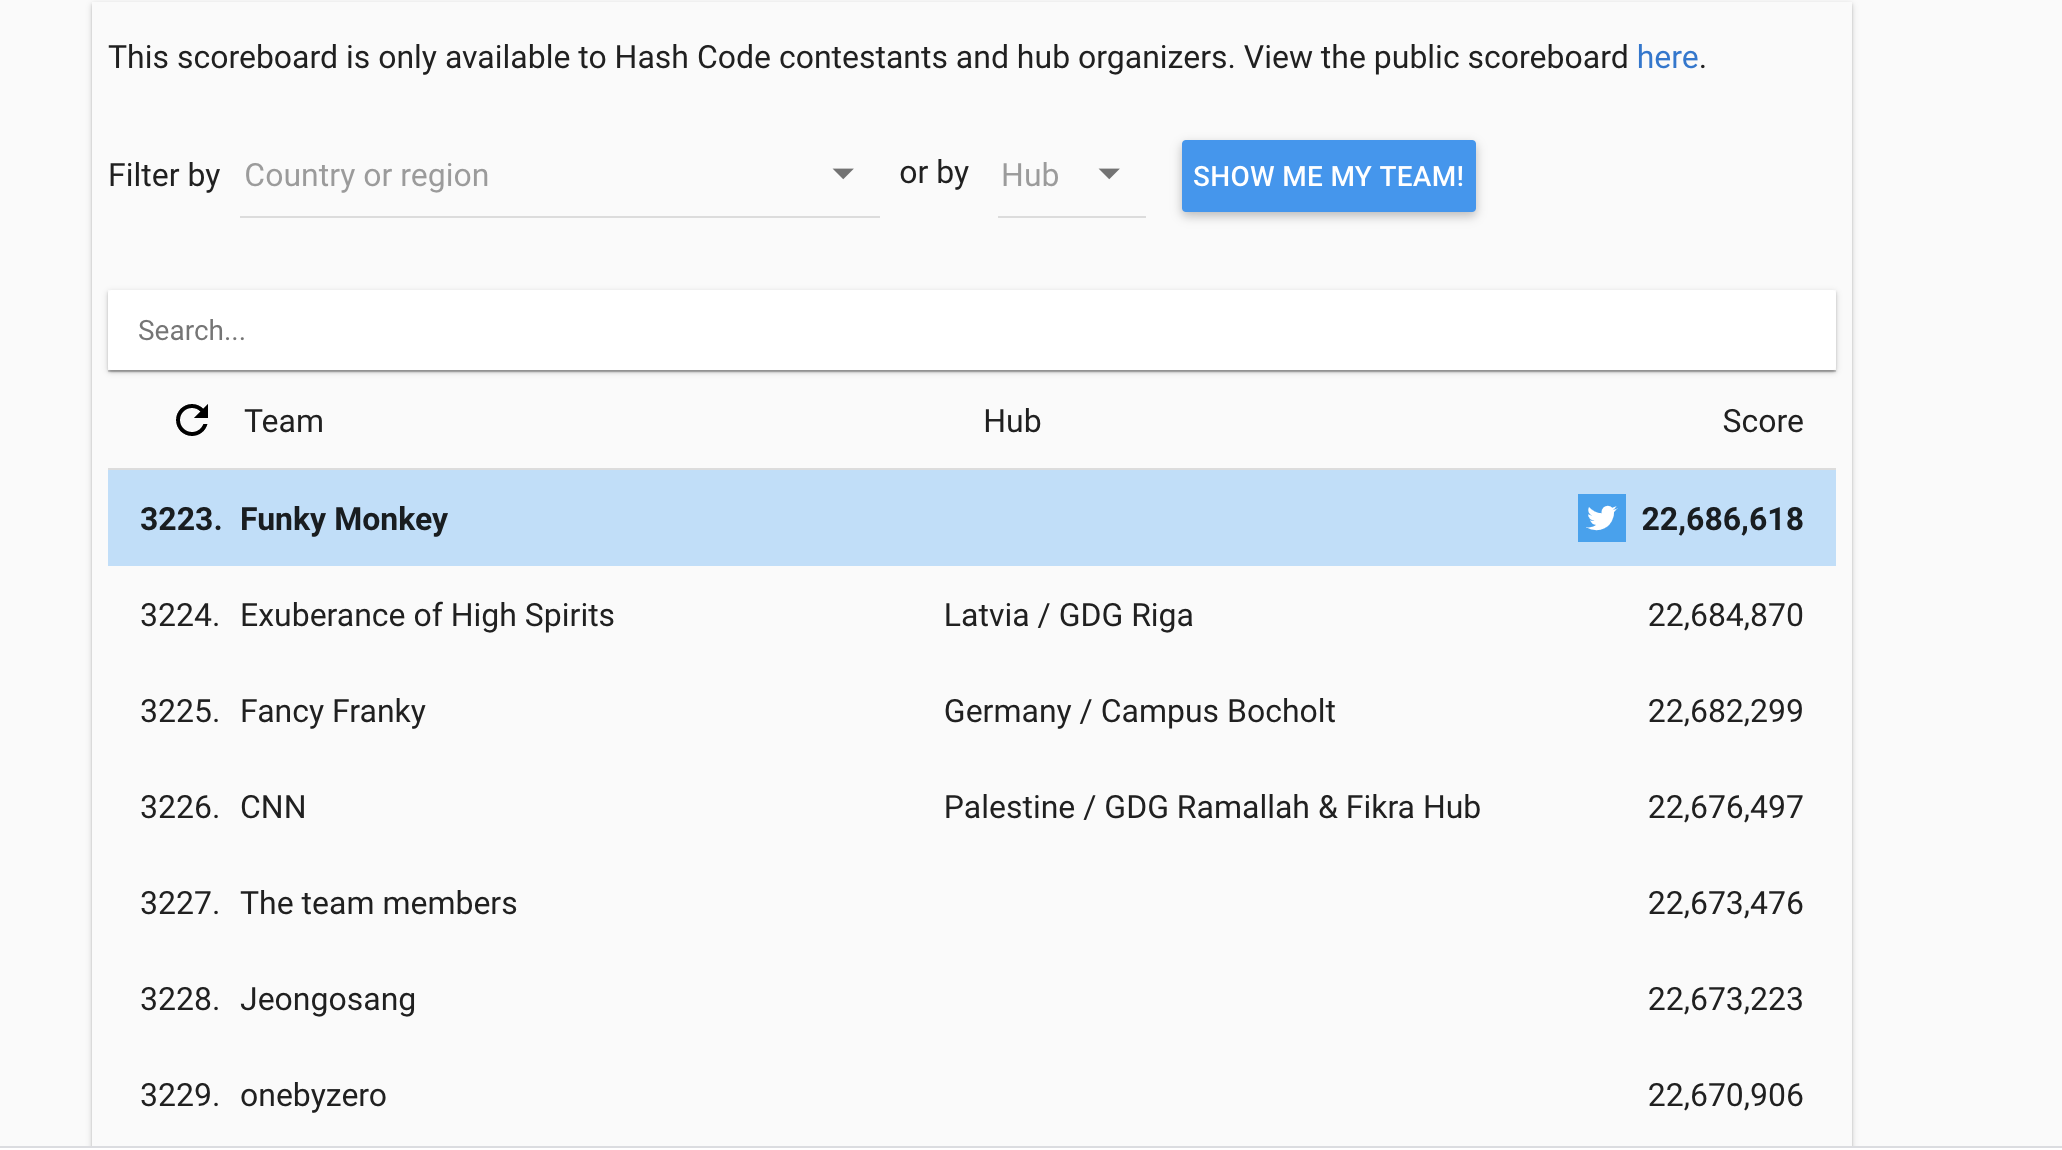 This scoreboard is only available to Hash Code contestants and hub organizers. View the public scoreboard here.
Filter by Country or region or by Hub SHOW ME MY TEAM!
Search...
Team Hub Score
3223. Funky Monkey 22,686,618
3224. Exuberance of High Spirits Latvia / GDG Riga 22,684,870
3225. Fancy Franky Germany / Campus Bocholt 22,682,299
3226. CNN Palestine / GDG Ramallah & Fikra Hub 22,676,497
3227. The team members 22,673,476
3228. Jeongosang 22,673,223
3229. onebyzero 22,670,906